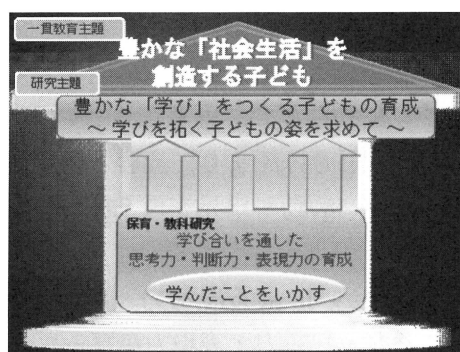 一貫教育主題
豊かな「社会生活」を
創造する子ども
研究主題
豊かな「学び」をつくる子どもの育成
～ 学びを拓く子どもの姿を求めて ～
保育・教科研究
学び合いを通した
思考力・判断力・表現力の育成
学んだことをいかす